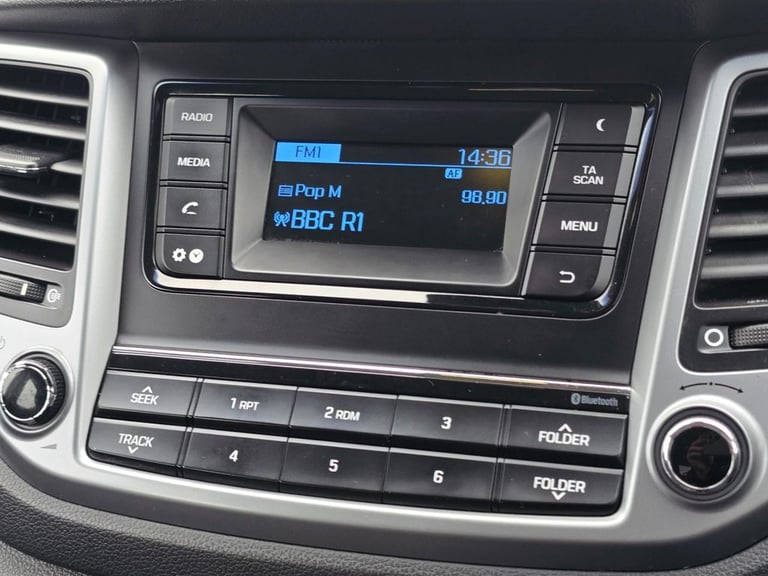 RADIO
MEDIA
FM1 14:36
AF
Pop M 98.90
BBC R1
TA
SCAN
MENU
Bluetooth
SEEK
1 RPT
2 RDM
3
FOLDER
TRACK
4
5
6
FOLDER